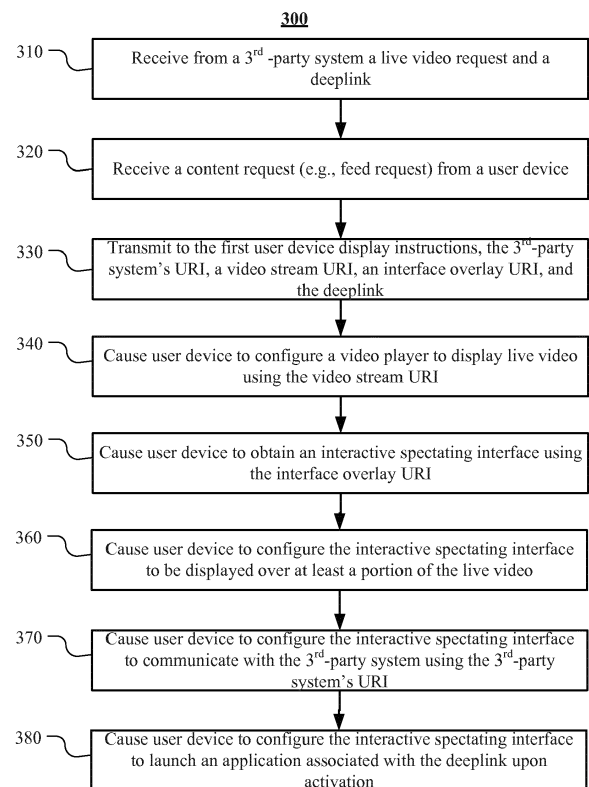 300
310
Receive from a 3rd -party system a live video request and a
deeplink
320
Receive a content request (e.g., feed request) from a user device
330
Transmit to the first user device display instructions, the 3rd-party
system's URI, a video stream URI, an interface overlay URI, and
the deeplink
340
Cause user device to configure a video player to display live video
using the video stream URI
350
Cause user device to obtain an interactive spectating interface using
the interface overlay URI
360
Cause user device to configure the interactive spectating interface
to be displayed over at least a portion of the live video
370
Cause user device to configure the interactive spectating interface
to communicate with the 3rd-party system using the 3rd-party
system's URI
380
Cause user device to configure the interactive spectating interface
to launch an application associated with the deeplink upon
activation